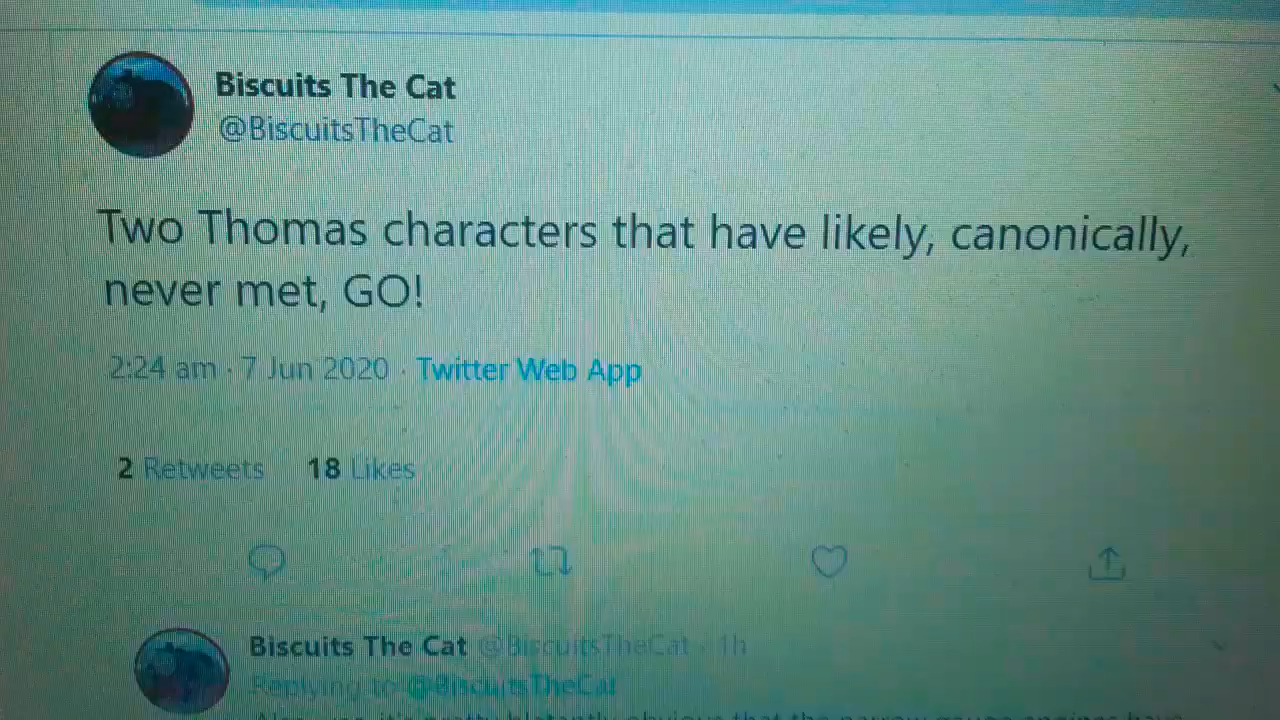 Biscuits The Cat
@BiscuitsTheCat
Two Thomas characters that have likely, canonically,
never met, GO!
2:24 am · 7 Jun 2020 · Twitter Web App
2 Retweets 18 Likes
Biscuits The Cat @BiscuitsTheCat · 1h
Replying to @BiscuitsTheCat